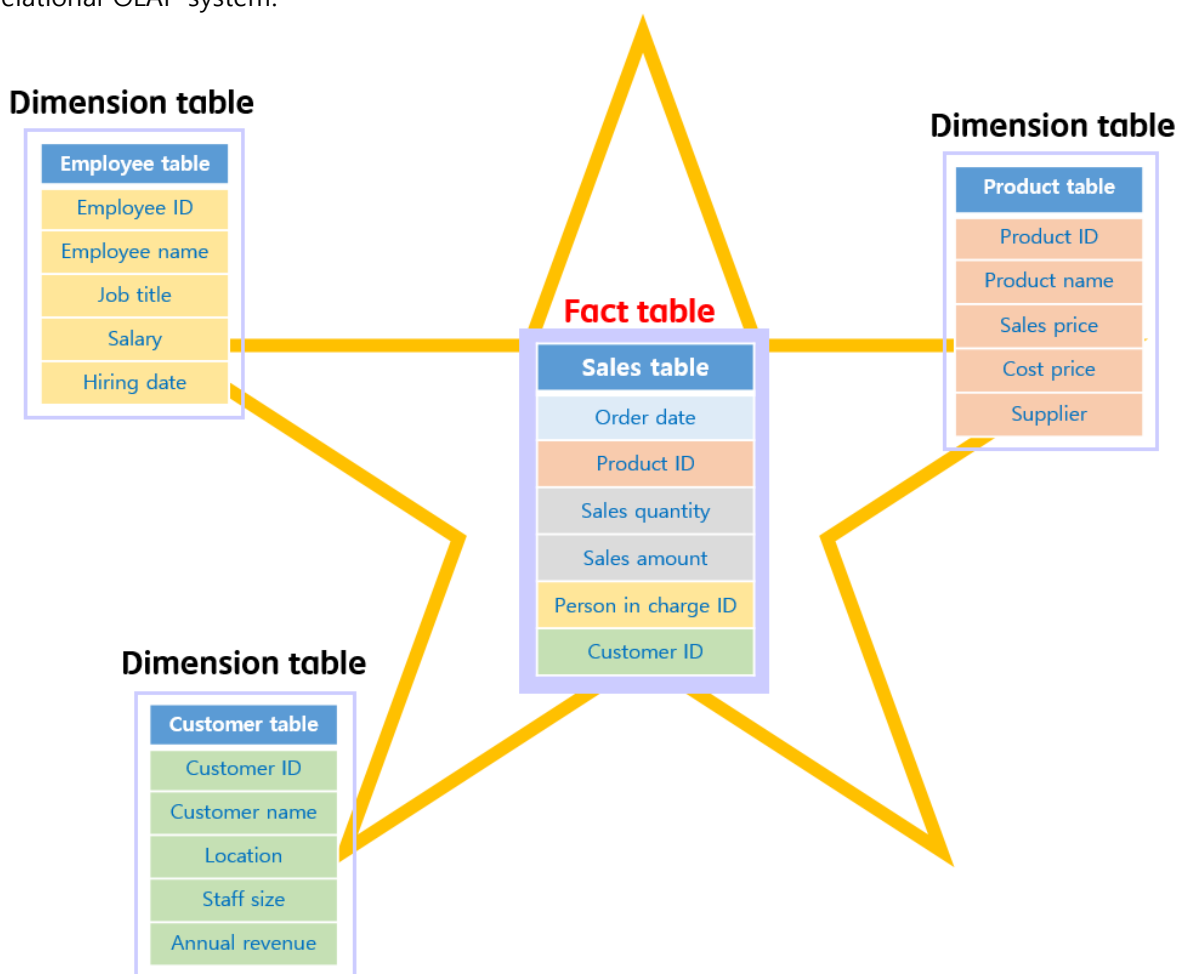 elational OLAP system.
Dimension table
Employee table
Employee ID
Employee name
Job title
Salary
Hiring date
Dimension table
Product table
Product ID
Product name
Sales price
Cost price
Supplier
Fact table
Sales table
Order date
Product ID
Sales quantity
Sales amount
Person in charge ID
Customer ID
Dimension table
Customer table
Customer ID
Customer name
Location
Staff size
Annual revenue